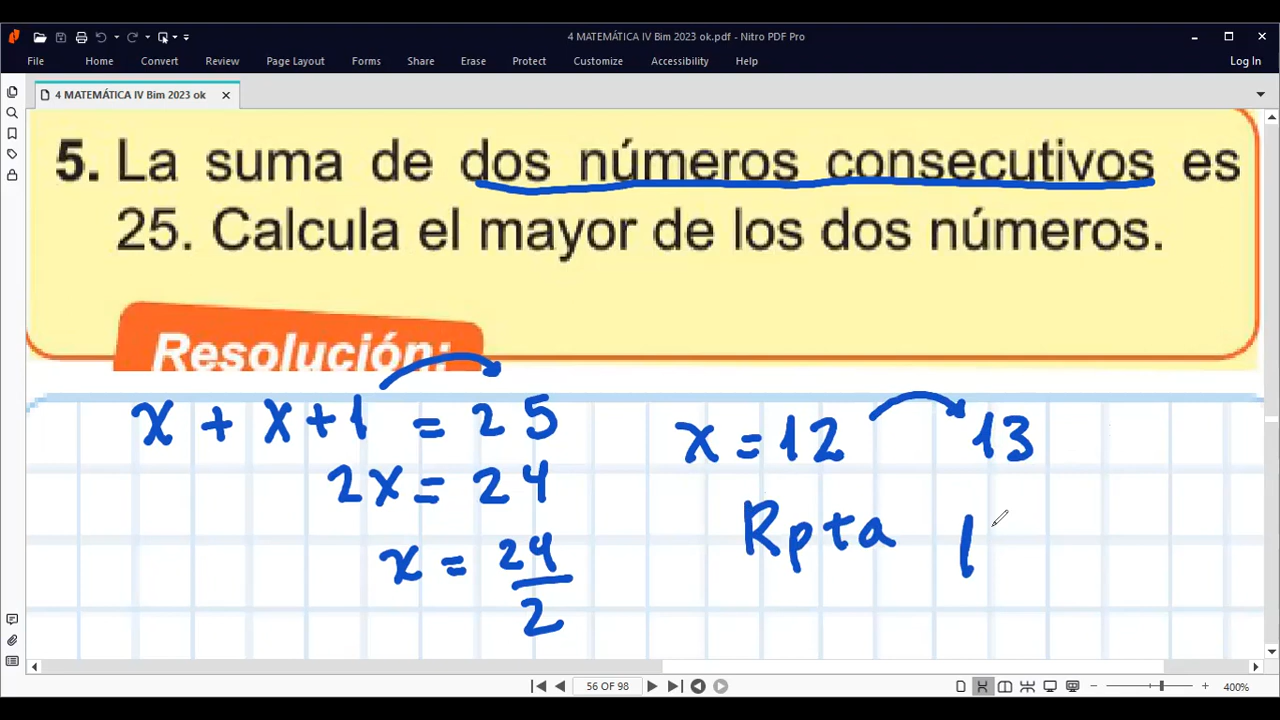 4 MATEMÁTICA IV Bim 2023 ok.pdf - Nitro PDF Pro
File Home Convert Review Page Layout Forms Share Erase Protect Customize Accessibility Help Log In
4 MATEMÁTICA IV Bim 2023 ok
5. La suma de dos números consecutivos es
25. Calcula el mayor de los dos números.
Resolución:
x + x + 1 = 25
2x = 24
x = 24/2
x = 12 13
Rpta 1
56 OF 98
400%